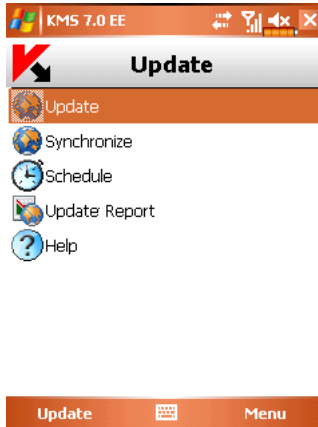 KMS 7.0 EE
Update
Update
Synchronize
Schedule
Update Report
Help
Update Menu